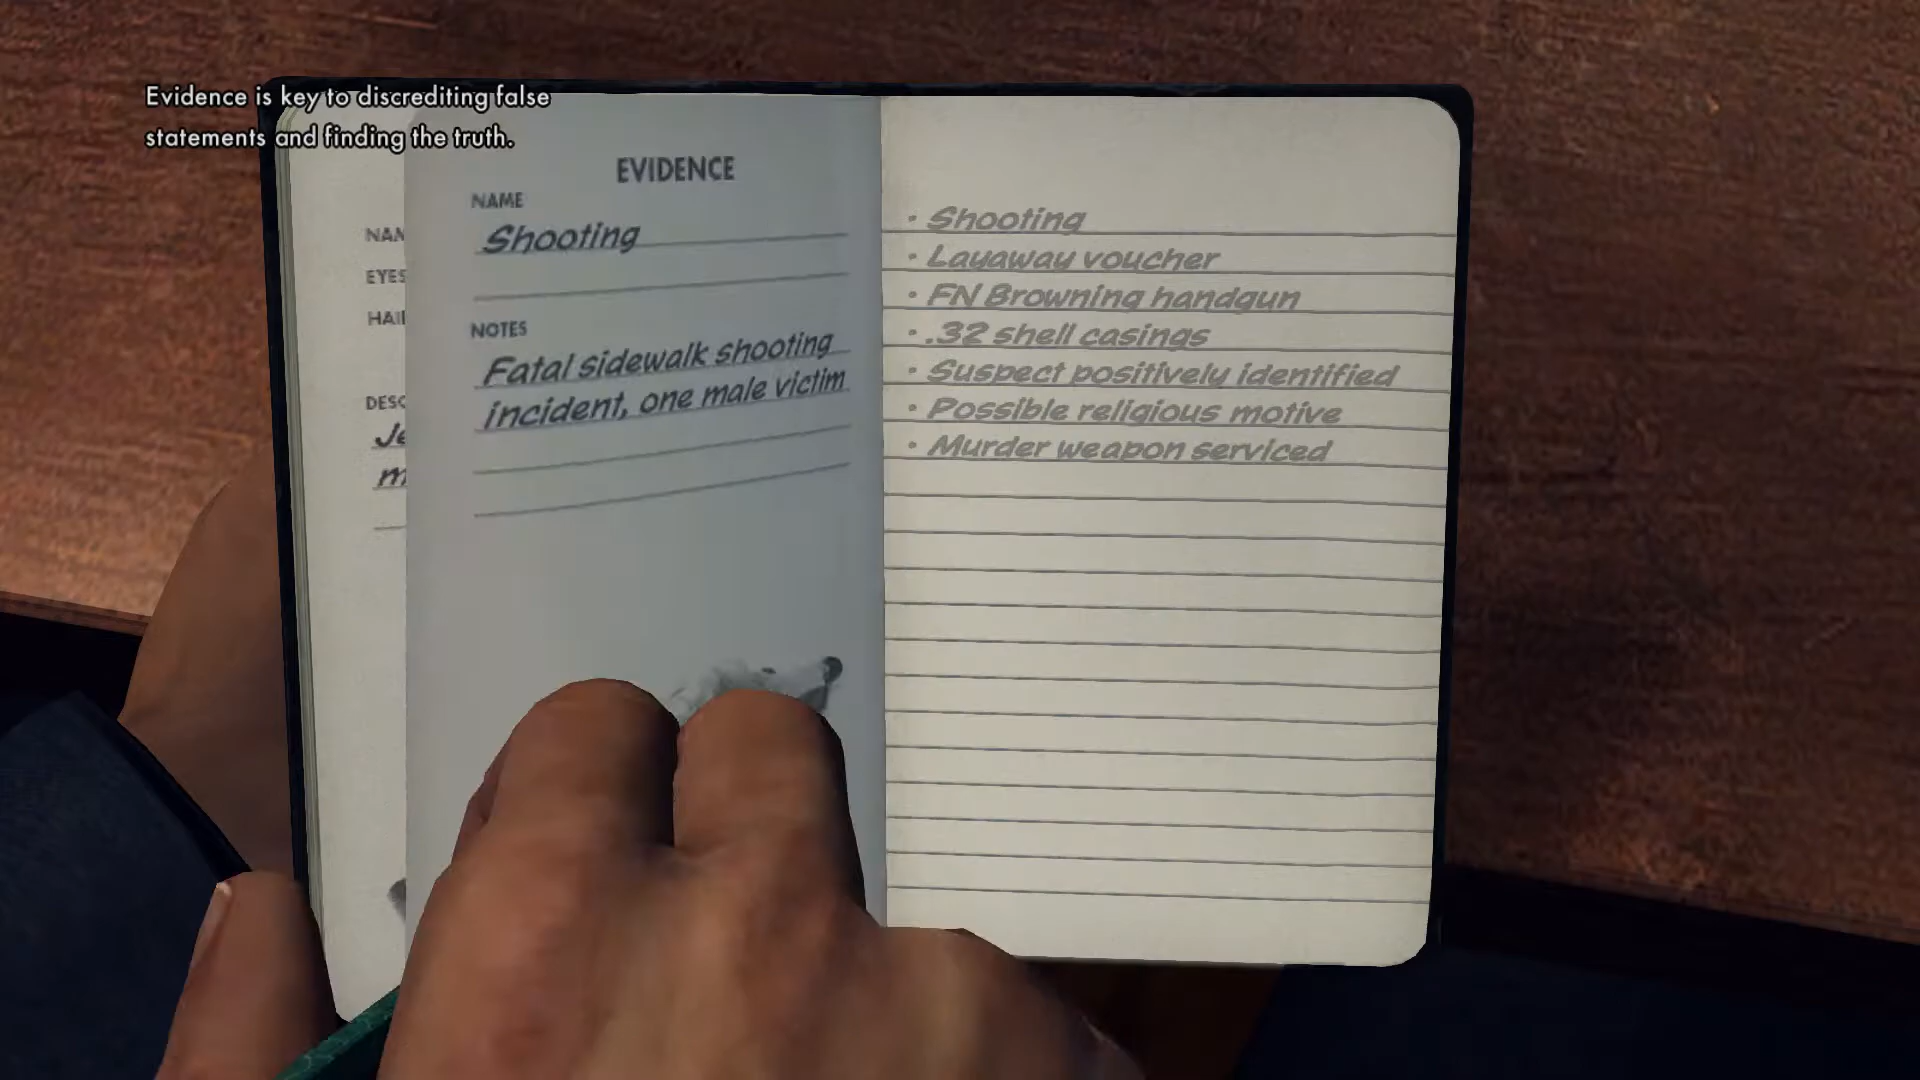 Evidence is key to discrediting false
statements and finding the truth.
EVIDENCE
NAME
Shooting
NOTES
Fatal sidewalk shooting
incident, one male victim
· Shooting
· Layaway voucher
· FN Browning handgun
· .32 shell casings
· Suspect positively identified
· Possible religious motive
· Murder weapon serviced